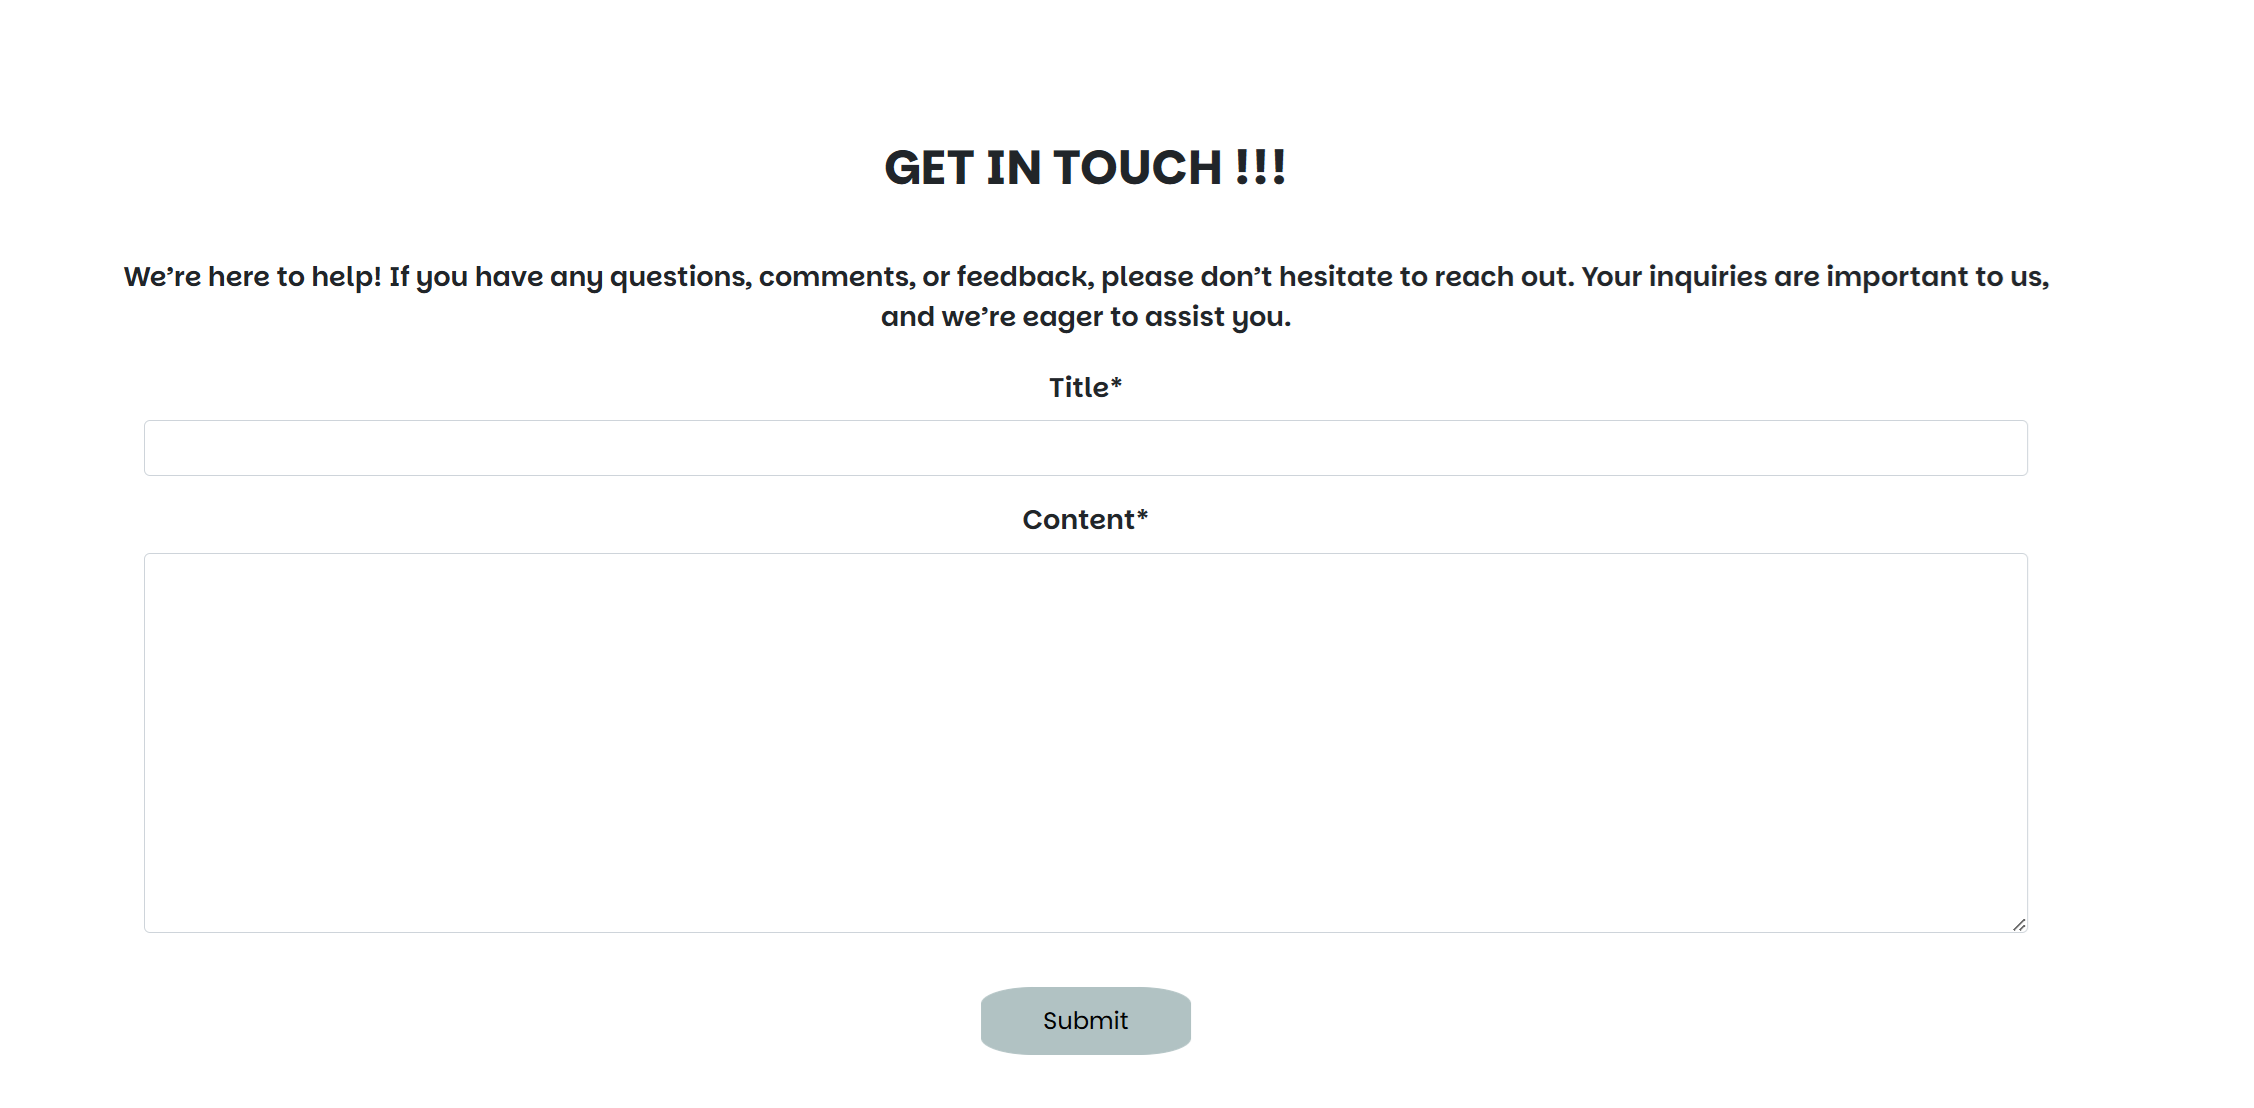 GET IN TOUCH !!!
We’re here to help! If you have any questions, comments, or feedback, please don’t hesitate to reach out. Your inquiries are important to us,
and we’re eager to assist you.
Title*
Content*
Submit